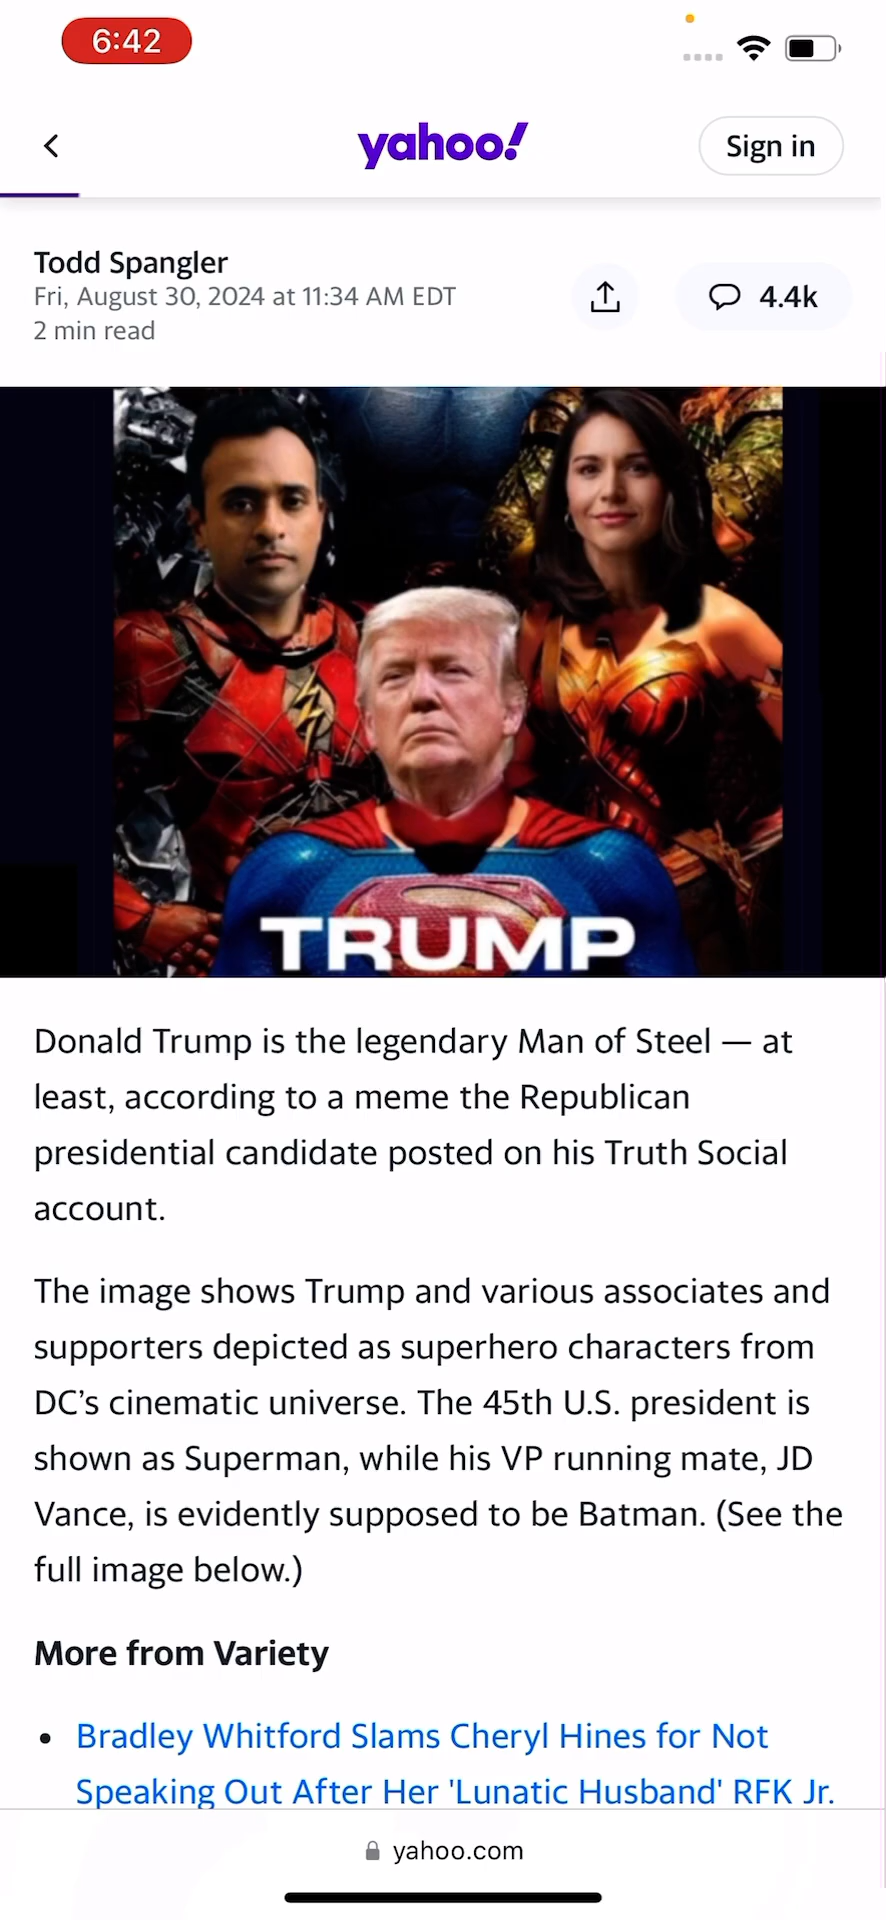 6:42
yahoo!
Sign in
Todd Spangler
Fri, August 30, 2024 at 11:34 AM EDT
2 min read
4.4k
TRUMP
Donald Trump is the legendary Man of Steel — at
least, according to a meme the Republican
presidential candidate posted on his Truth Social
account.
The image shows Trump and various associates and
supporters depicted as superhero characters from
DC’s cinematic universe. The 45th U.S. president is
shown as Superman, while his VP running mate, JD
Vance, is evidently supposed to be Batman. (See the
full image below.)
More from Variety
• Bradley Whitford Slams Cheryl Hines for Not
Speaking Out After Her 'Lunatic Husband' RFK Jr.
yahoo.com